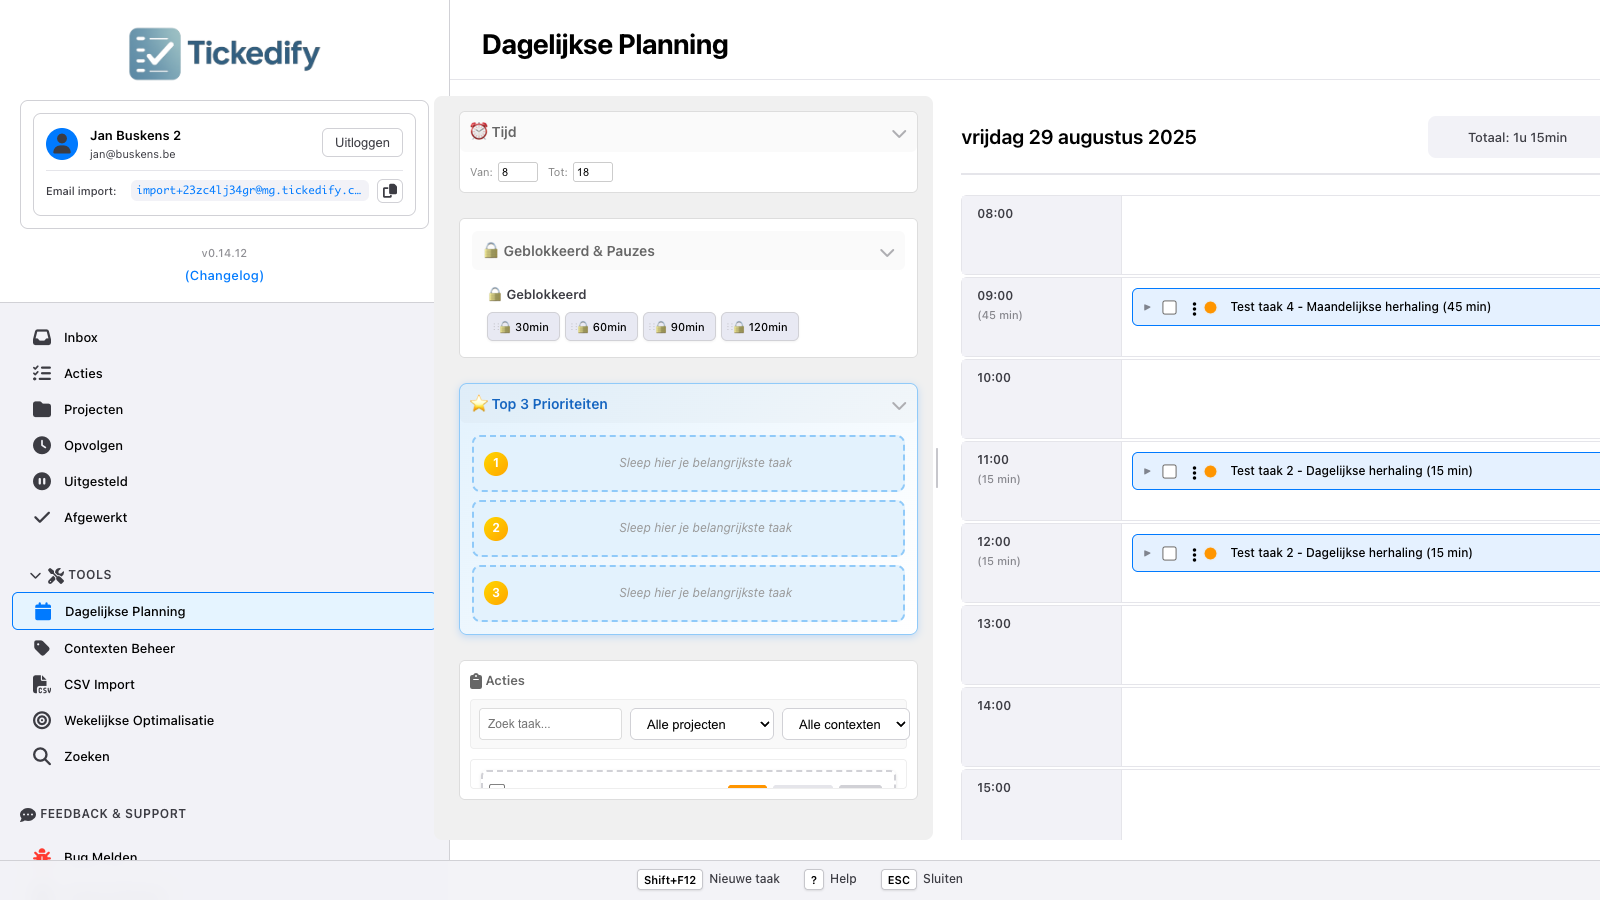 Tickedify
Jan Buskens 2
jan@buskens.be
Uitloggen
Email import:
import+23zc4lj34gr@mg.tickedify.c…
v0.14.12
(Changelog)
Inbox
Acties
Projecten
Opvolgen
Uitgesteld
Afgewerkt
TOOLS
Dagelijkse Planning
Contexten Beheer
CSV Import
Wekelijkse Optimalisatie
Zoeken
FEEDBACK & SUPPORT
Bug Melden
Dagelijkse Planning
Tijd
Van: 8 Tot: 18
Geblokkeerd & Pauzes
Geblokkeerd
30min 60min 90min 120min
Top 3 Prioriteiten
1 Sleep hier je belangrijkste taak
2 Sleep hier je belangrijkste taak
3 Sleep hier je belangrijkste taak
Acties
Zoek taak... Alle projecten Alle contexten
vrijdag 29 augustus 2025
Totaal: 1u 15min
08:00
09:00
(45 min)
Test taak 4 - Maandelijkse herhaling (45 min)
10:00
11:00
(15 min)
Test taak 2 - Dagelijkse herhaling (15 min)
12:00
(15 min)
Test taak 2 - Dagelijkse herhaling (15 min)
13:00
14:00
15:00
Shift+F12 Nieuwe taak ? Help ESC Sluiten